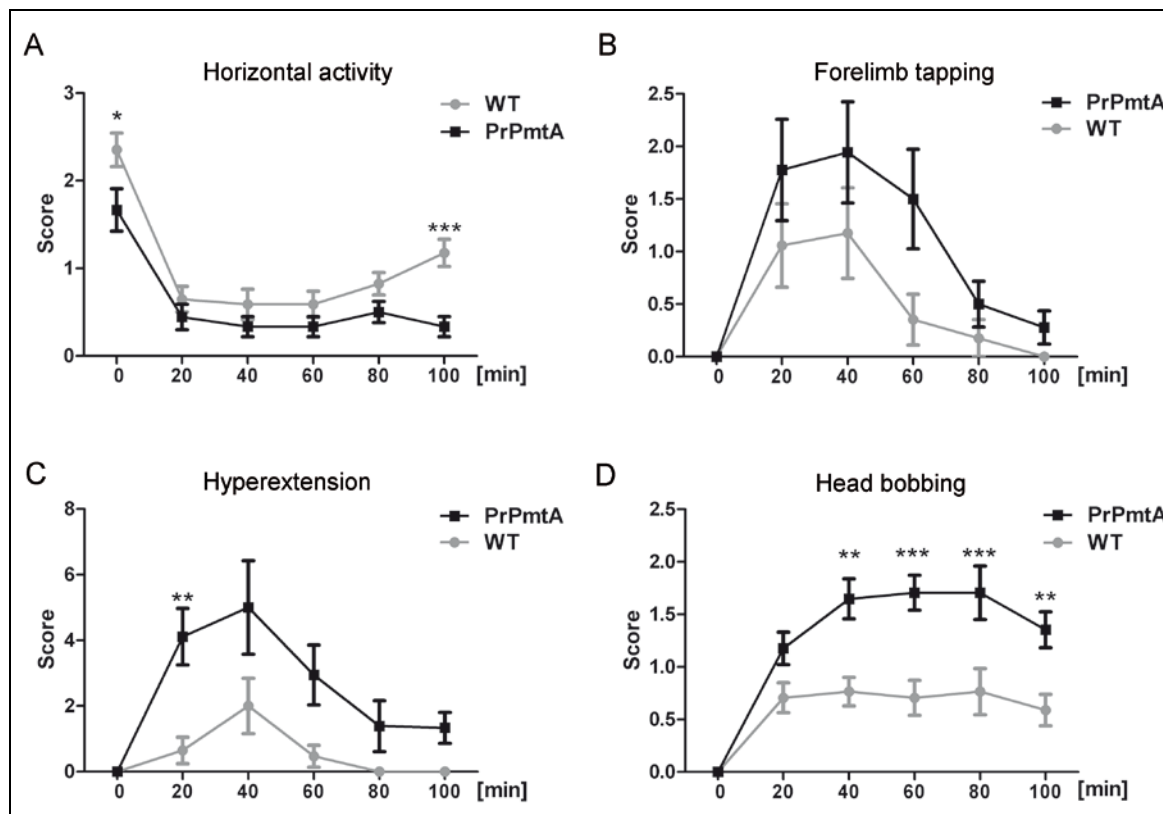 A
Horizontal activity
WT
PrPmtA
*
***
Score
3
2
1
0
0 20 40 60 80 100 [min]
B
Forelimb tapping
PrPmtA
WT
Score
2.5
2.0
1.5
1.0
0.5
0.0
0 20 40 60 80 100 [min]
C
Hyperextension
PrPmtA
WT
**
Score
8
6
4
2
0
0 20 40 60 80 100 [min]
D
Head bobbing
PrPmtA
WT
** *** *** **
Score
2.5
2.0
1.5
1.0
0.5
0.0
0 20 40 60 80 100 [min]